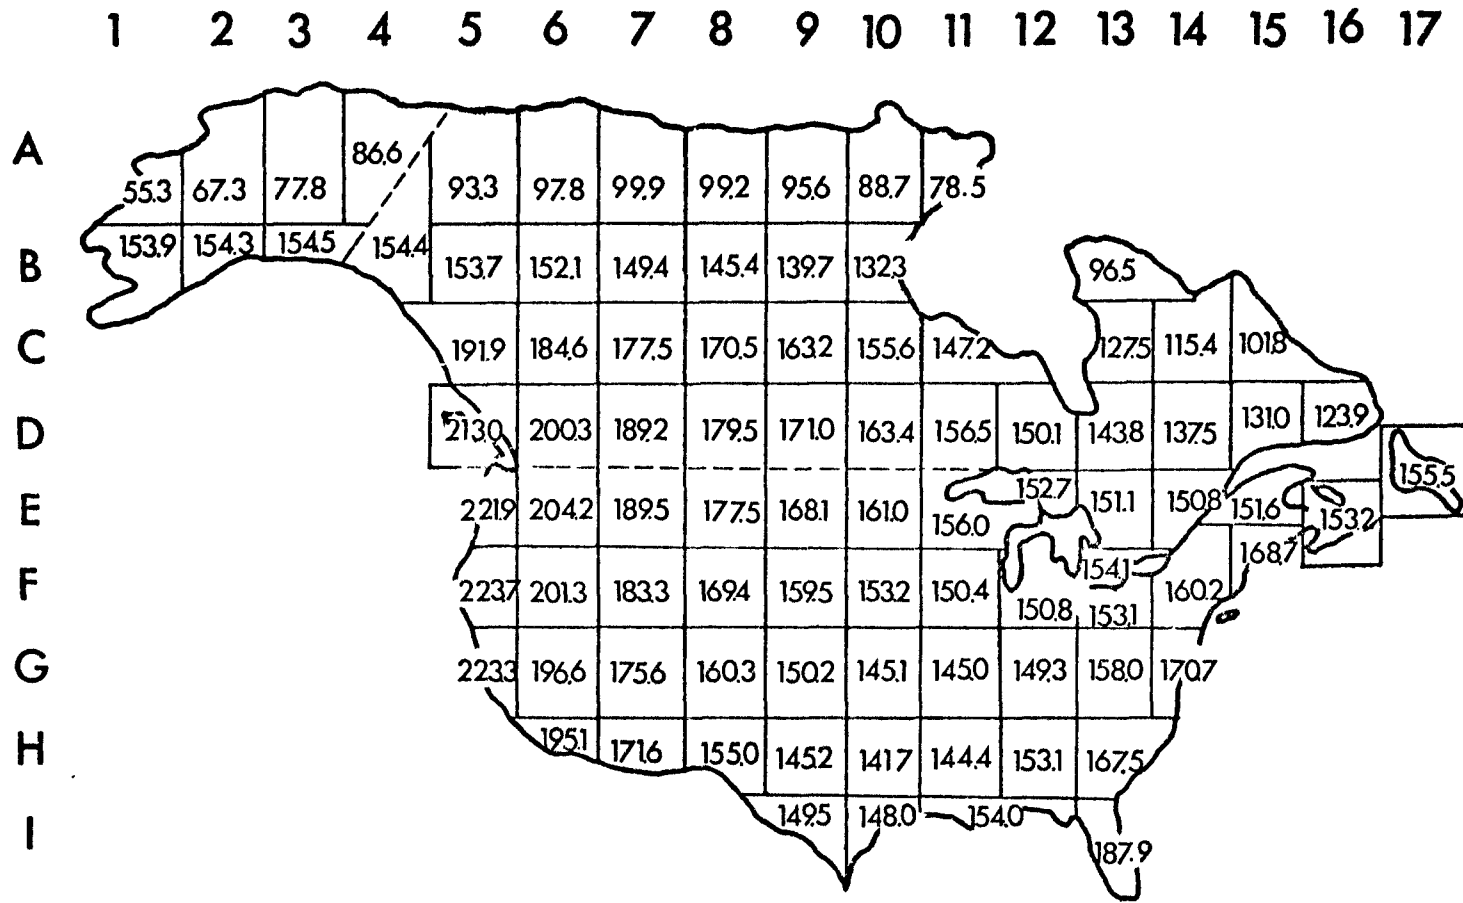 1 2 3 4 5 6 7 8 9 10 11 12 13 14 15 16 17
A
86.6
55.3 67.3 77.8 93.3 97.8 99.9 99.2 95.6 88.7 78.5
153.9 154.3 154.5 154.4
B 153.7 152.1 149.4 145.4 139.7 132.3 96.5
C 191.9 184.6 177.5 170.5 163.2 155.6 147.2 127.5 115.4 101.8
D 213.0 200.3 189.2 179.5 171.0 163.4 156.5 150.1 143.8 137.5 131.0 123.9
155.5
E 221.9 204.2 189.5 177.5 168.1 161.0 156.0 152.7 151.1 150.8 151.6 153.2
168.7
154.1
F 223.7 201.3 183.3 169.4 159.5 153.2 150.4 160.2
150.8 153.1
G 223.3 196.6 175.6 160.3 150.2 145.1 145.0 149.3 158.0 170.7
H 195.1 171.6 155.0 145.2 141.7 144.4 153.1 167.5
I 149.5 148.0 154.0
187.9